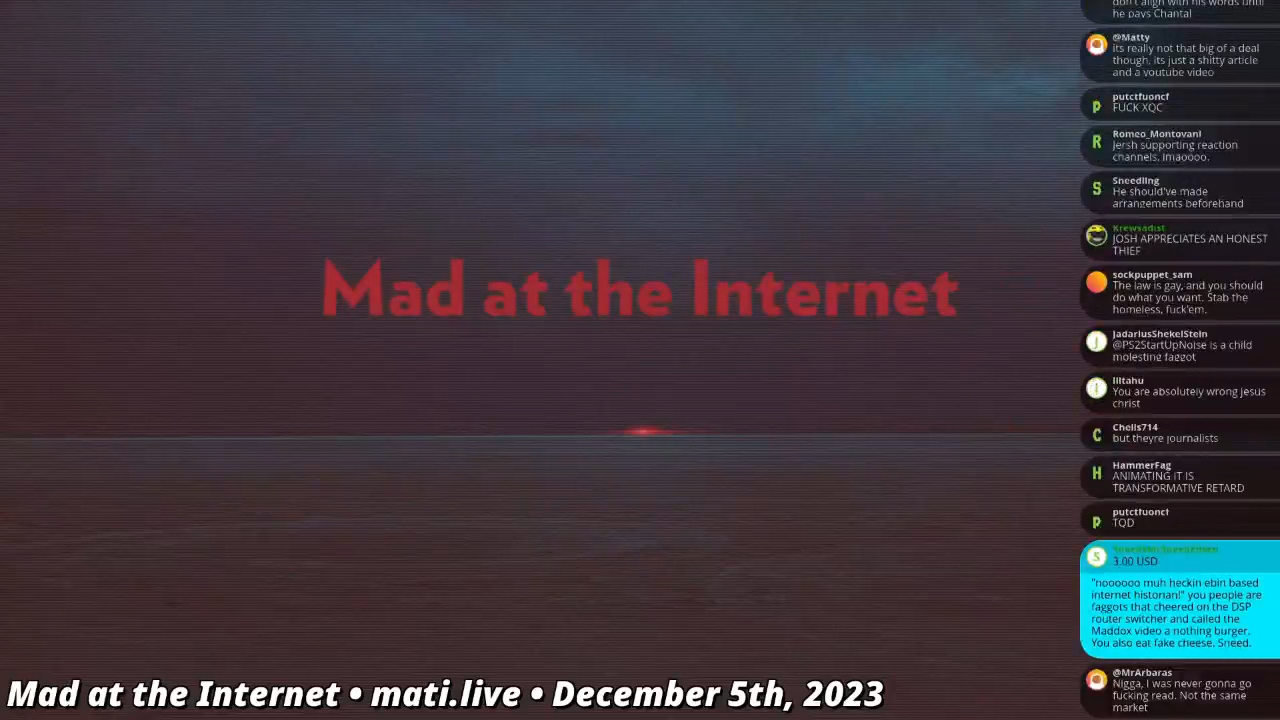 don't align with his words until
he pays Chantal
@Matty
its really not that big of a deal
though, its just a shitty article
and a youtube video
putctfuoncf
FUCK XQC
Romeo_Montovani
Jersh supporting reaction
channels, lmaoooo.
Sneedling
He should've made
arrangements beforehand
Krewsadist
JOSH APPRECIATES AN HONEST
THIEF
sockpuppet_sam
The law is gay, and you should
do what you want. Stab the
homeless, fuck'em.
JadariusShekelStein
@PS2StartUpNoise is a child
molesting faggot
You are absolutely wrong jesus
christ
Chells714
but theyre journalists
HammerFag
ANIMATING IT IS
TRANSFORMATIVE RETARD
putctfuoncf
TQD
3.00 USD
"noooooo muh heckin ebin based
internet historian!" you people are
faggots that cheered on the DSP
router switcher and called the
Maddox video a nothing burger.
You also eat fake cheese. Sneed.
@MrArbaras
Nigga, I was never gonna go
fucking read. Not the same
market
Mad at the Internet
Mad at the Internet • mati.live • December 5th, 2023